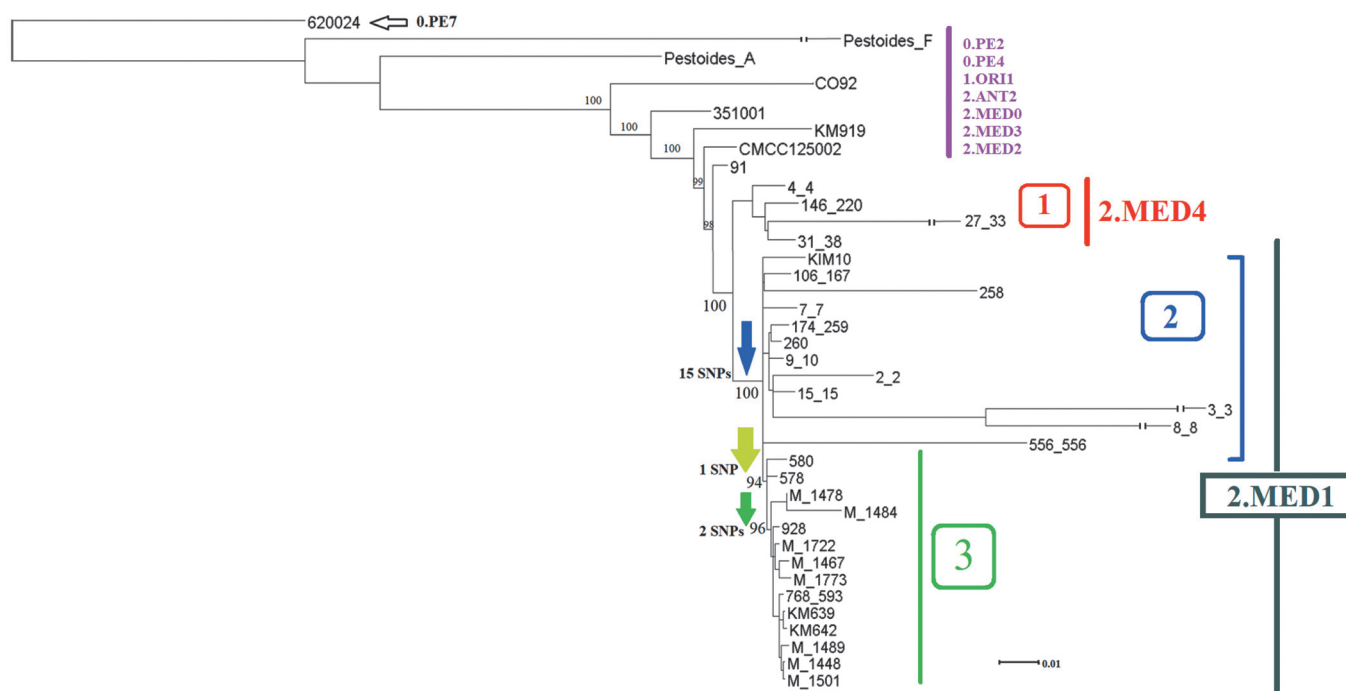 620024
0.PE7
Pestoides_F
0.PE2
Pestoides_A
0.PE4
1.ORI1
CO92
2.ANT2
100
351001
2.MED0
100
KM919
2.MED3
100
CMCC125002
2.MED2
91
99
4_4
146_220
1
2.MED4
98
27_33
31_38
KIM10
106_167
258
100
7_7
2
174_259
260
9_10
15 SNPs
2_2
100
15_15
3_3
8_8
556_556
580
1 SNP
94
578
M_1478
2.MED1
M_1484
2 SNPs
96
928
M_1722
3
M_1467
M_1773
768_593
KM639
KM642
M_1489
M_1448
0.01
M_1501